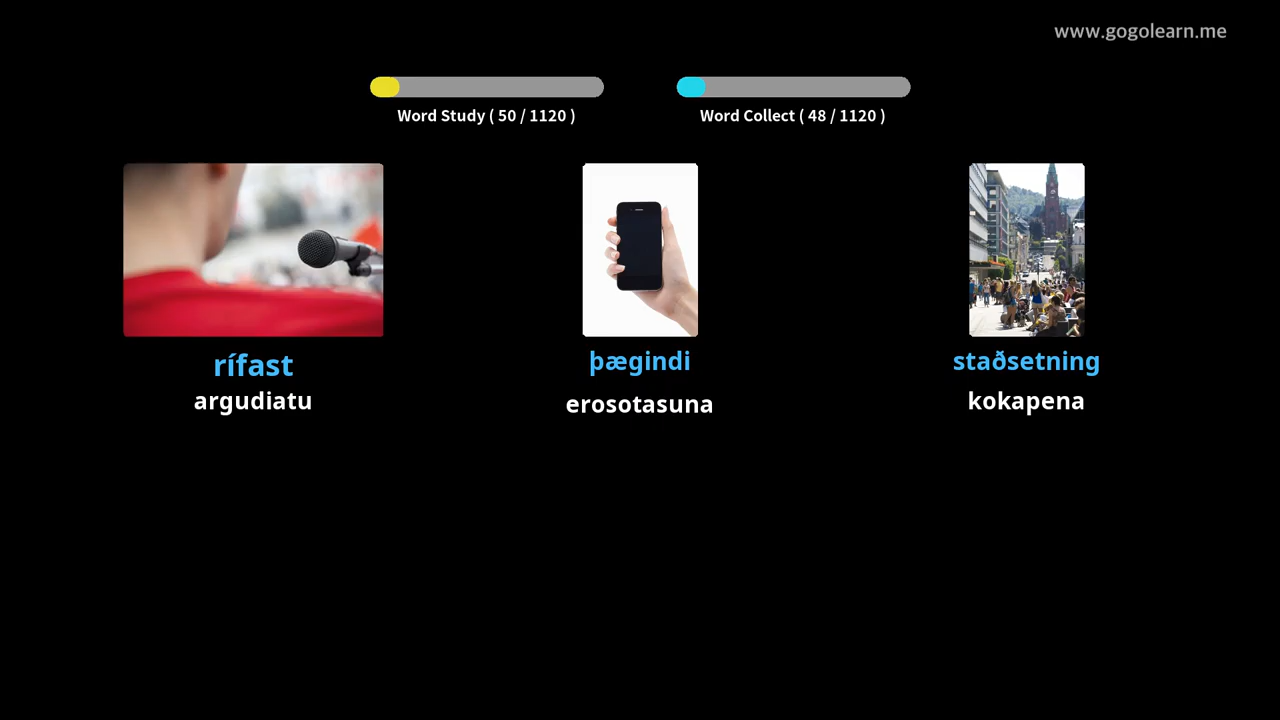 www.gogolearn.me
Word Study ( 50 / 1120 )
Word Collect ( 48 / 1120 )
rífast
argudiatu
þægindi
erosotasuna
staðsetning
kokapena